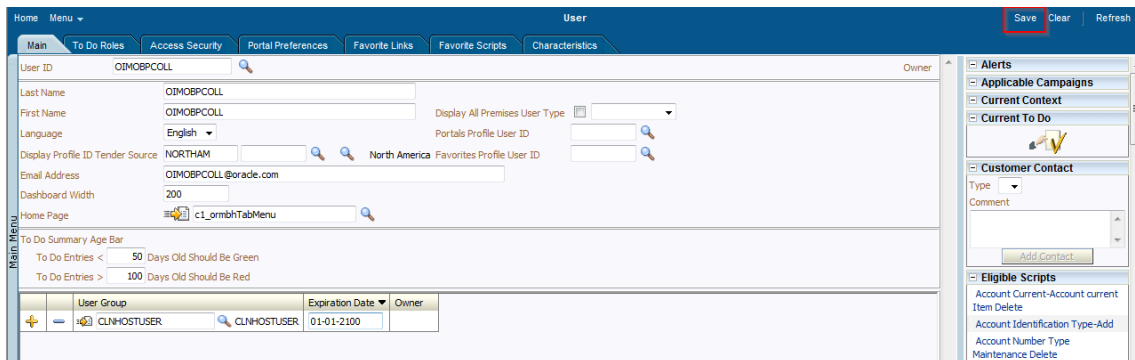 Home Menu User Save Clear Refresh
Main To Do Roles Access Security Portal Preferences Favorite Links Favorite Scripts Characteristics
User ID OIMOBPCOLL Owner
Last Name OIMOBPCOLL
First Name OIMOBPCOLL Display All Premises User Type
Language English Portals Profile User ID
Display Profile ID Tender Source NORTHAM North America Favorites Profile User ID
Email Address OIMOBPCOLL@oracle.com
Dashboard Width 200
Home Page c1_ormbhTabMenu
To Do Summary Age Bar
To Do Entries < 50 Days Old Should Be Green
To Do Entries > 100 Days Old Should Be Red
User Group Expiration Date Owner
CLNHOSTUSER CLNHOSTUSER 01-01-2100
Main Menu
Alerts
Applicable Campaigns
Current Context
Current To Do
Customer Contact
Type
Comment
Add Contact
Eligible Scripts
Account Current-Account current
Item Delete
Account Identification Type-Add
Account Number Type
Maintenance Delete